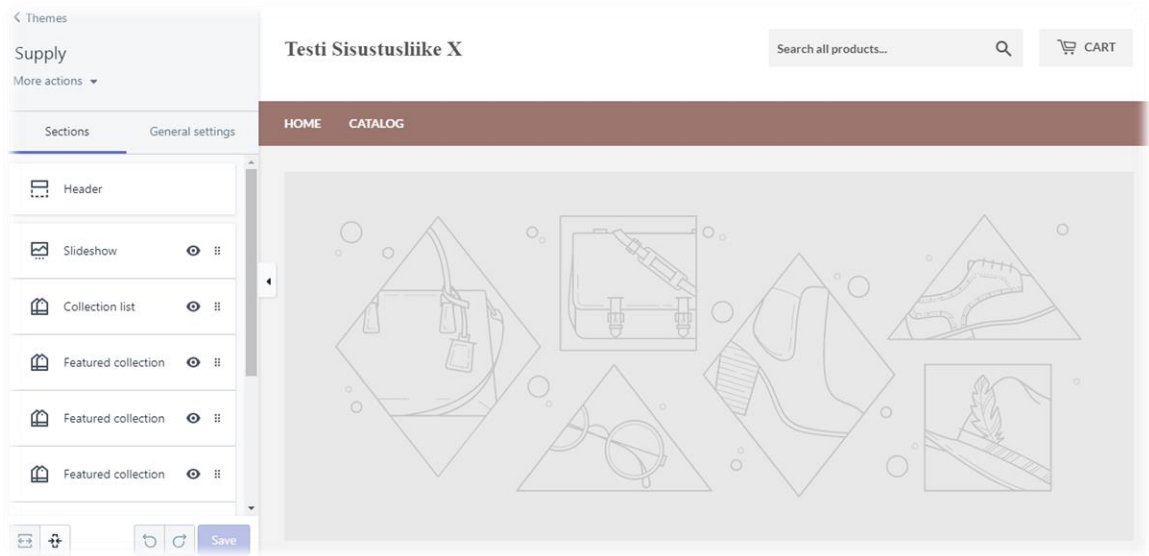 Themes
Supply
More actions
Sections General settings
Header
Slideshow
Collection list
Featured collection
Featured collection
Featured collection
Save
Testi Sisustusliike X
Search all products...
CART
HOME CATALOG